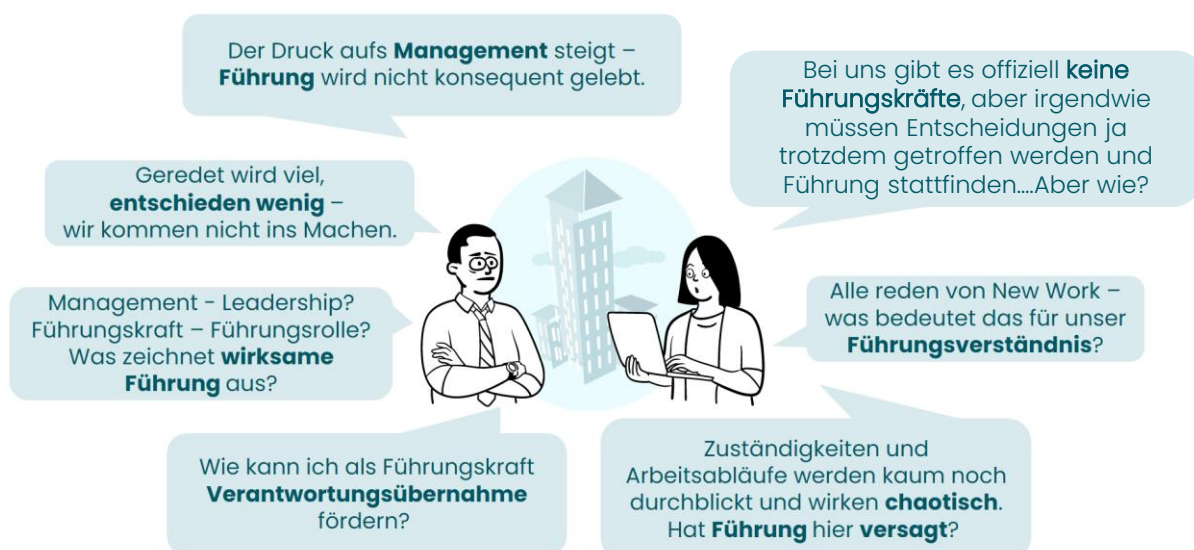 Der Druck aufs Management steigt –
Führung wird nicht konsequent gelebt.
Bei uns gibt es offiziell keine
Führungskräfte, aber irgendwie
müssen Entscheidungen ja
trotzdem getroffen werden und
Führung stattfinden....Aber wie?
Geredet wird viel,
entschieden wenig –
wir kommen nicht ins Machen.
Management - Leadership?
Führungskraft – Führungsrolle?
Was zeichnet wirksame
Führung aus?
Alle reden von New Work –
was bedeutet das für unser
Führungsverständnis?
Wie kann ich als Führungskraft
Verantwortungsübernahme
fördern?
Zuständigkeiten und
Arbeitsabläufe werden kaum noch
durchblickt und wirken chaotisch.
Hat Führung hier versagt?